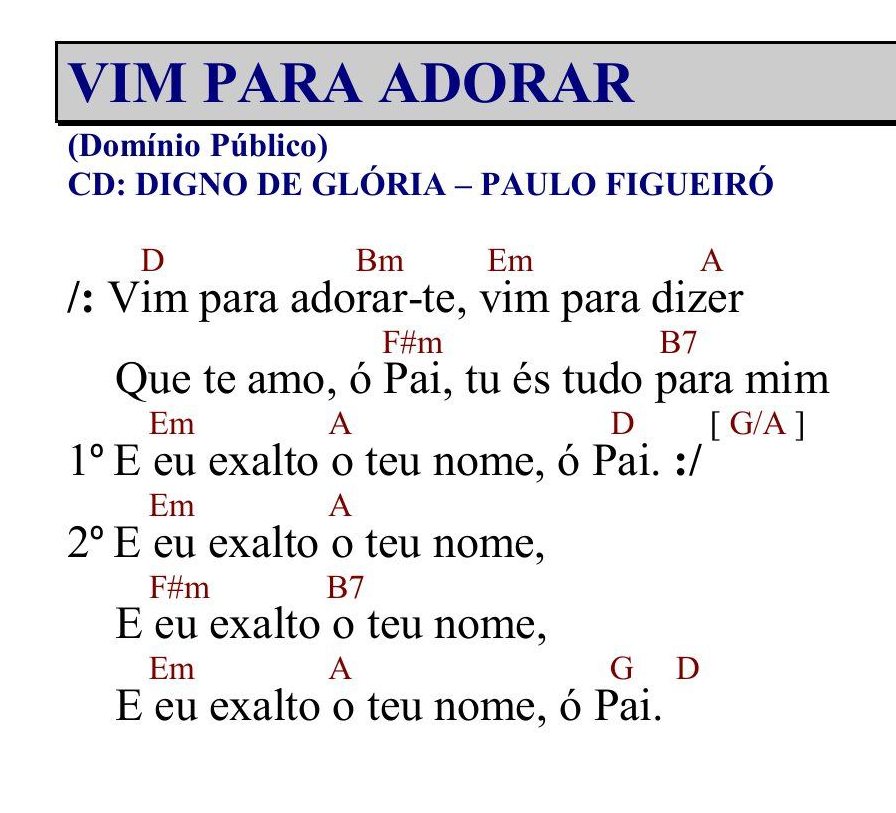 VIM PARA ADORAR
(Domínio Público)
CD: DIGNO DE GLÓRIA – PAULO FIGUEIRÓ
D Bm Em A
/: Vim para adorar-te, vim para dizer
F#m B7
Que te amo, ó Pai, tu és tudo para mim
Em A D [ G/A ]
1º E eu exalto o teu nome, ó Pai. :/
Em A
2º E eu exalto o teu nome,
F#m B7
E eu exalto o teu nome,
Em A G D
E eu exalto o teu nome, ó Pai.